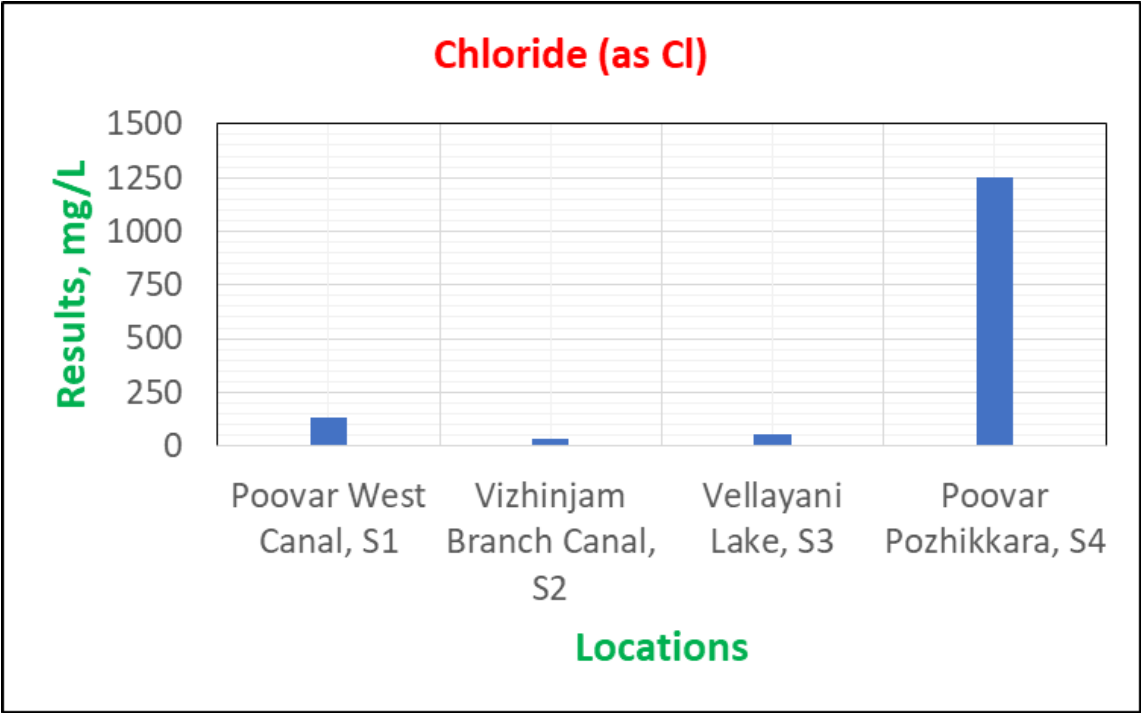 Chloride (as Cl)
Results, mg/L
1500
1250
1000
750
500
250
0
Poovar West
Canal, S1
Vizhinjam
Branch Canal,
S2
Vellayani
Lake, S3
Poovar
Pozhikkara, S4
Locations